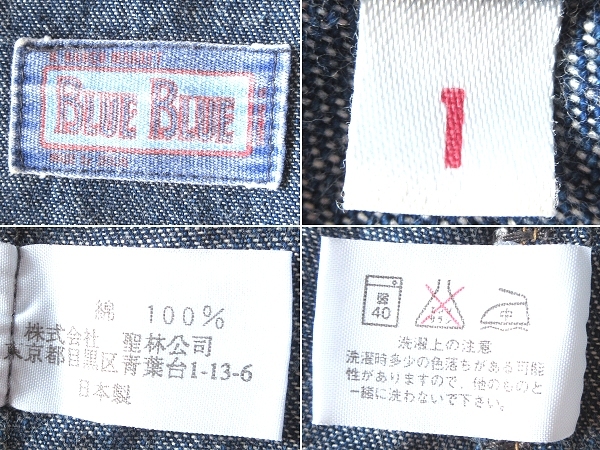 BLUE BLUE
1
綿 100%
株式会社 聖林公司
東京都目黒区青葉台1-13-6
日本製
40
中
洗濯上の注意
洗濯時多少の色落ちがある可能
性がありますので、他のものと
一緒に洗わないで下さい。